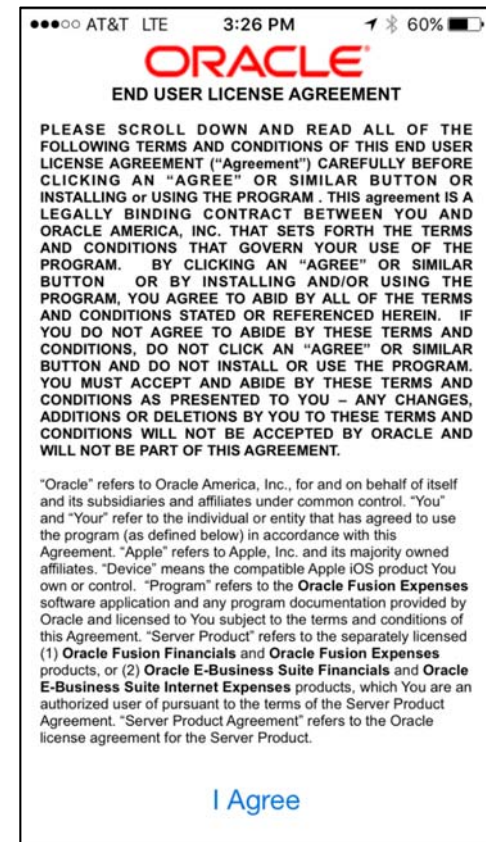 ●●●○○ AT&T LTE 3:26 PM 60%
ORACLE
END USER LICENSE AGREEMENT
PLEASE SCROLL DOWN AND READ ALL OF THE
FOLLOWING TERMS AND CONDITIONS OF THIS END USER
LICENSE AGREEMENT (“Agreement”) CAREFULLY BEFORE
CLICKING AN “AGREE” OR SIMILAR BUTTON OR
INSTALLING or USING THE PROGRAM . THIS agreement IS A
LEGALLY BINDING CONTRACT BETWEEN YOU AND
ORACLE AMERICA, INC. THAT SETS FORTH THE TERMS
AND CONDITIONS THAT GOVERN YOUR USE OF THE
PROGRAM. BY CLICKING AN “AGREE” OR SIMILAR
BUTTON OR BY INSTALLING AND/OR USING THE
PROGRAM, YOU AGREE TO ABID BY ALL OF THE TERMS
AND CONDITIONS STATED OR REFERENCED HEREIN. IF
YOU DO NOT AGREE TO ABIDE BY THESE TERMS AND
CONDITIONS, DO NOT CLICK AN “AGREE” OR SIMILAR
BUTTON AND DO NOT INSTALL OR USE THE PROGRAM.
YOU MUST ACCEPT AND ABIDE BY THESE TERMS AND
CONDITIONS AS PRESENTED TO YOU – ANY CHANGES,
ADDITIONS OR DELETIONS BY YOU TO THESE TERMS AND
CONDITIONS WILL NOT BE ACCEPTED BY ORACLE AND
WILL NOT BE PART OF THIS AGREEMENT.
“Oracle” refers to Oracle America, Inc., for and on behalf of itself
and its subsidiaries and affiliates under common control. “You”
and “Your” refer to the individual or entity that has agreed to use
the program (as defined below) in accordance with this
Agreement. “Apple” refers to Apple, Inc. and its majority owned
affiliates. “Device” means the compatible Apple iOS product You
own or control. “Program” refers to the Oracle Fusion Expenses
software application and any program documentation provided by
Oracle and licensed to You subject to the terms and conditions of
this Agreement. “Server Product” refers to the separately licensed
(1) Oracle Fusion Financials and Oracle Fusion Expenses
products, or (2) Oracle E-Business Suite Financials and Oracle
E-Business Suite Internet Expenses products, which You are an
authorized user of pursuant to the terms of the Server Product
Agreement. “Server Product Agreement” refers to the Oracle
license agreement for the Server Product.
I Agree